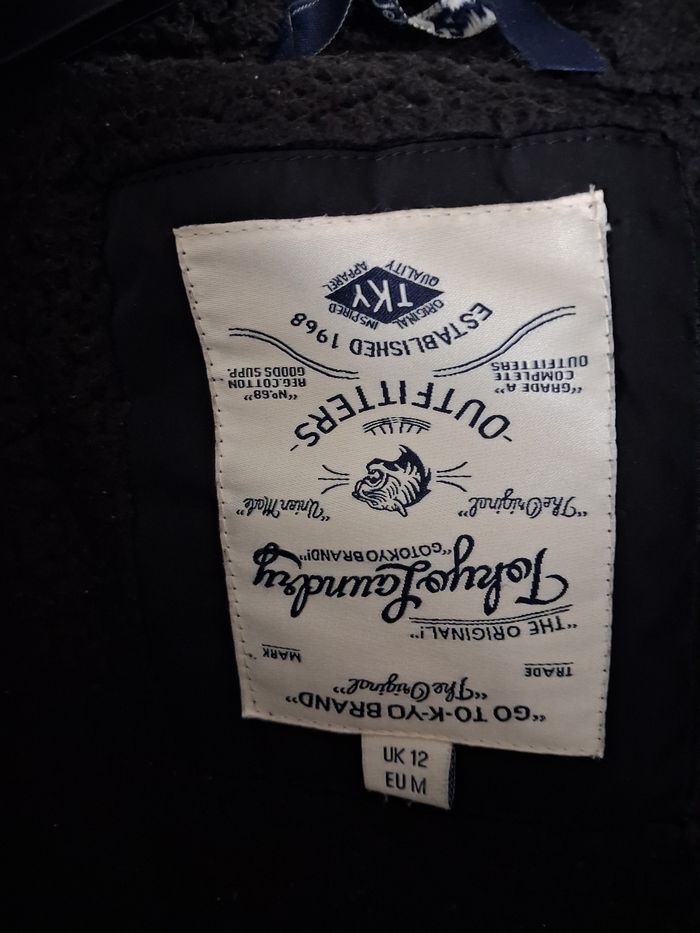 "GO TO-K-YO BRAND"
"The Original"
TRADE MARK
"THE ORIGINAL!"
Tokyo Laundry
"GOTOKYO BRAND!"
"The Original" "Union Made"
OUTFITTERS
"GRADE A"
COMPLETE
OUTFITTERS
"No.68"
REG.COTTON
GOODS SUPP.
ESTABLISHED 1968
ORIGINAL INSPIRED
TKY
QUALITY APPAREL
UK 12
EU M